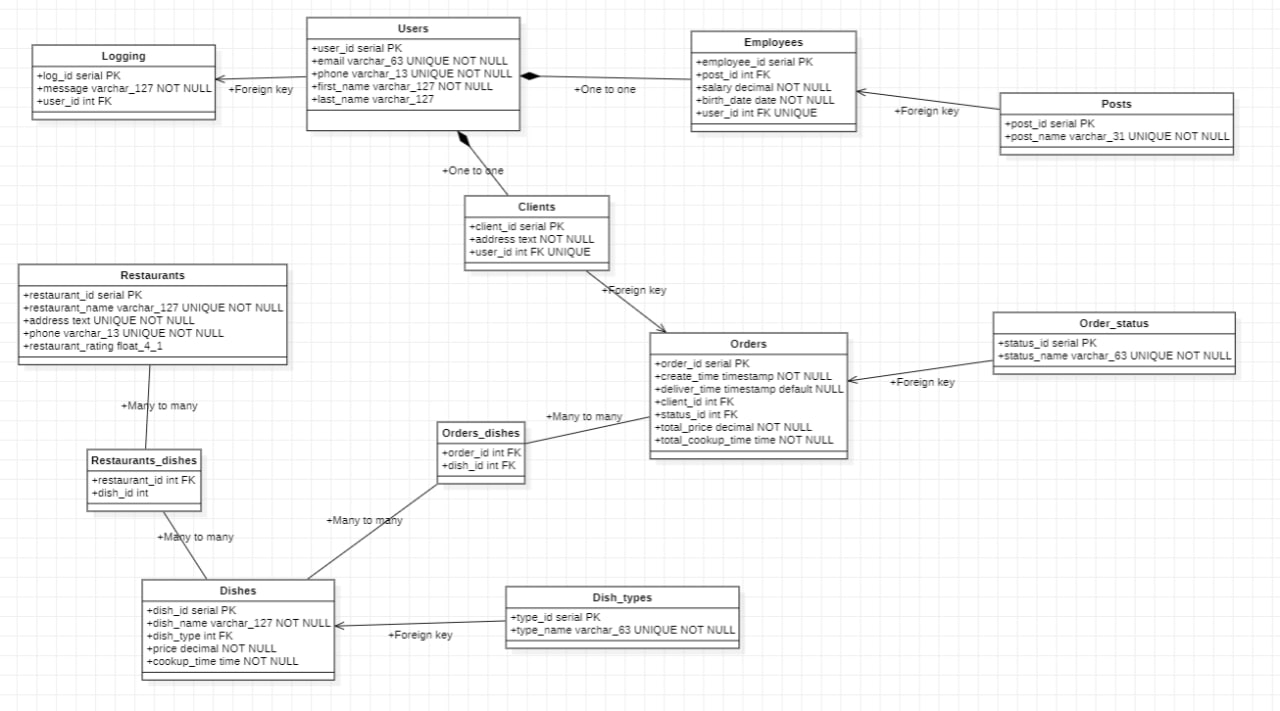 Users
+user_id serial PK
+email varchar_63 UNIQUE NOT NULL
+phone varchar_13 UNIQUE NOT NULL
+first_name varchar_127 NOT NULL
+last_name varchar_127
Logging
+log_id serial PK
+message varchar_127 NOT NULL
+user_id int FK
+Foreign key
Employees
+employee_id serial PK
+post_id int FK
+salary decimal NOT NULL
+birth_date date NOT NULL
+user_id int FK UNIQUE
+One to one
Posts
+post_id serial PK
+post_name varchar_31 UNIQUE NOT NULL
+Foreign key
+One to one
Clients
+client_id serial PK
+address text NOT NULL
+user_id int FK UNIQUE
+Foreign key
Restaurants
+restaurant_id serial PK
+restaurant_name varchar_127 UNIQUE NOT NULL
+address text UNIQUE NOT NULL
+phone varchar_13 UNIQUE NOT NULL
+restaurant_rating float_4_1
Orders
+order_id serial PK
+create_time timestamp NOT NULL
+deliver_time timestamp default NULL
+client_id int FK
+status_id int FK
+total_price decimal NOT NULL
+total_cookup_time time NOT NULL
Order_status
+status_id serial PK
+status_name varchar_63 UNIQUE NOT NULL
+Foreign key
+Many to many
+Many to many
Orders_dishes
+order_id int FK
+dish_id int FK
Restaurants_dishes
+restaurant_id int FK
+dish_id int
+Many to many
+Many to many
Dishes
+dish_id serial PK
+dish_name varchar_127 NOT NULL
+dish_type int FK
+price decimal NOT NULL
+cookup_time time NOT NULL
Dish_types
+type_id serial PK
+type_name varchar_63 UNIQUE NOT NULL
+Foreign key